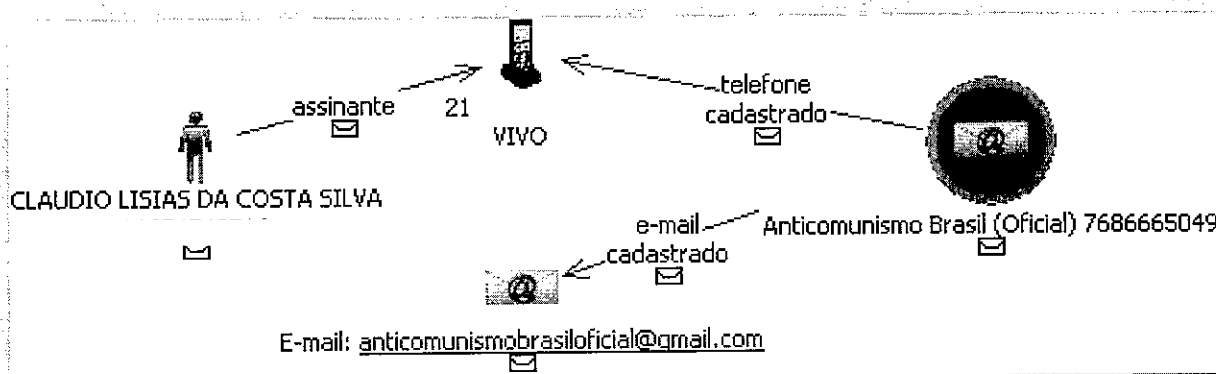 telefone
cadastrado
assinante
21
VIVO
CLAUDIO LISIAS DA COSTA SILVA
e-mail
cadastrado
Anticomunismo Brasil (Oficial) 7686665049
E-mail: anticomunismobrasiloficial@gmail.com